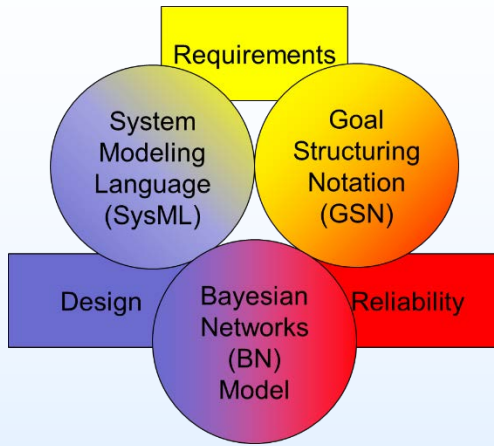 Requirements
System
Modeling
Language
(SysML)
Goal
Structuring
Notation
(GSN)
Design
Bayesian
Networks
(BN)
Model
Reliability